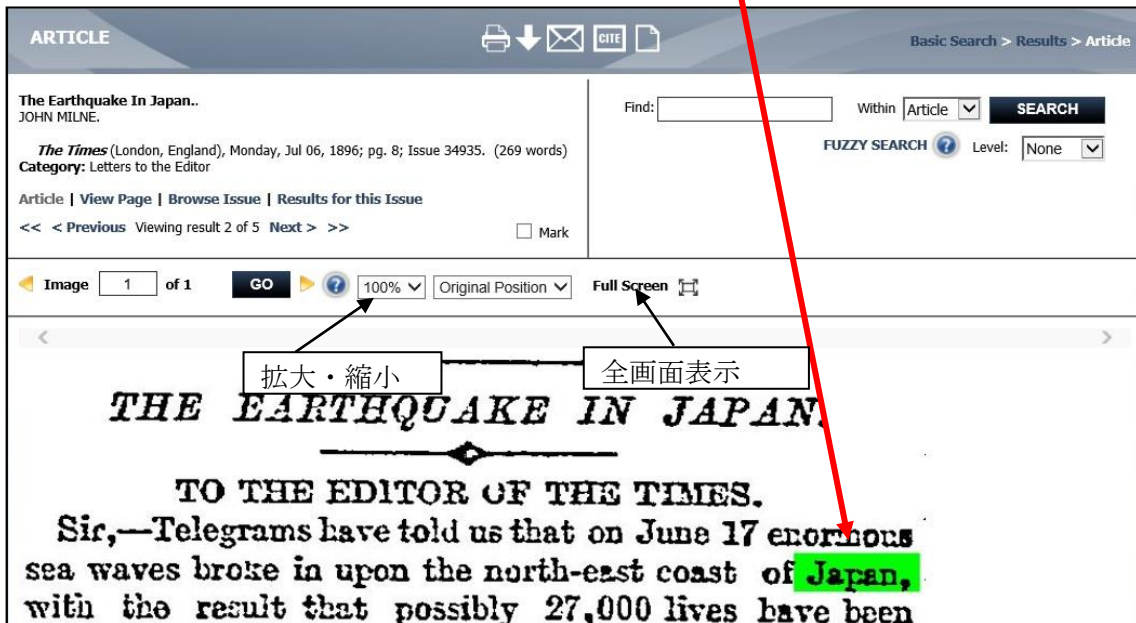 ARTICLE
CITE
Basic Search > Results > Article
The Earthquake In Japan..
JOHN MILNE.
The Times (London, England), Monday, Jul 06, 1896; pg. 8; Issue 34935. (269 words)
Category: Letters to the Editor
Article | View Page | Browse Issue | Results for this Issue
<< < Previous Viewing result 2 of 5 Next > >>
Mark
Find:
Within Article SEARCH
FUZZY SEARCH ? Level: None
Image 1 of 1 GO ? 100% Original Position Full Screen
拡大・縮小
全画面表示
THE EARTHQUAKE IN JAPAN.
TO THE EDITOR OF THE TIMES.
Sir,—Telegrams have told us that on June 17 enormous
sea waves broke in upon the north-east coast of Japan,
with the result that possibly 27,000 lives have been